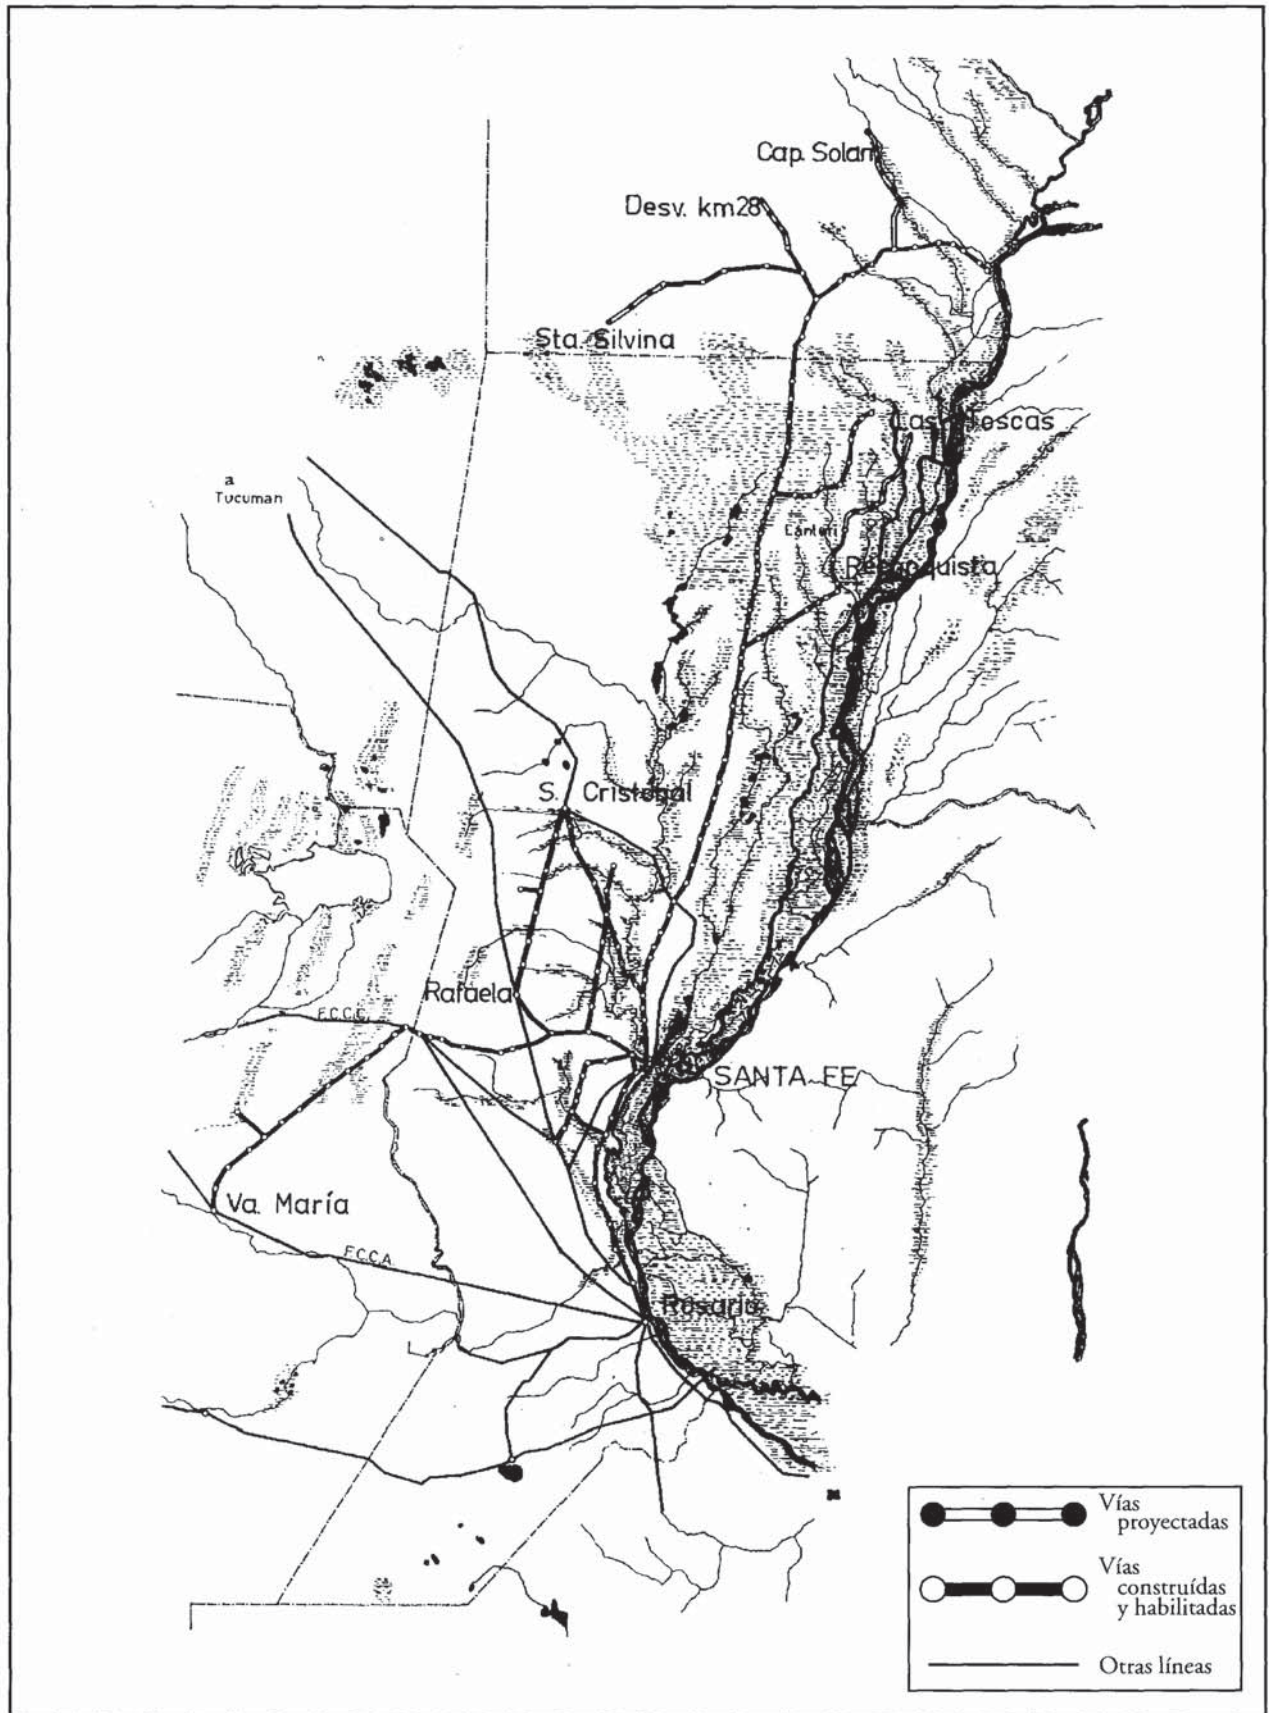 Cap. Solari
Desv. km28
Sta. Silvina
Las Toscas
a
Tucuman
Lanteri
Reconquista
S. Cristobal
Rafaela
F.C.C.C.
SANTA FE
Va. María
F.C.C.A.
Rosario
Vías
proyectadas
Vías
construídas
y habilitadas
Otras líneas